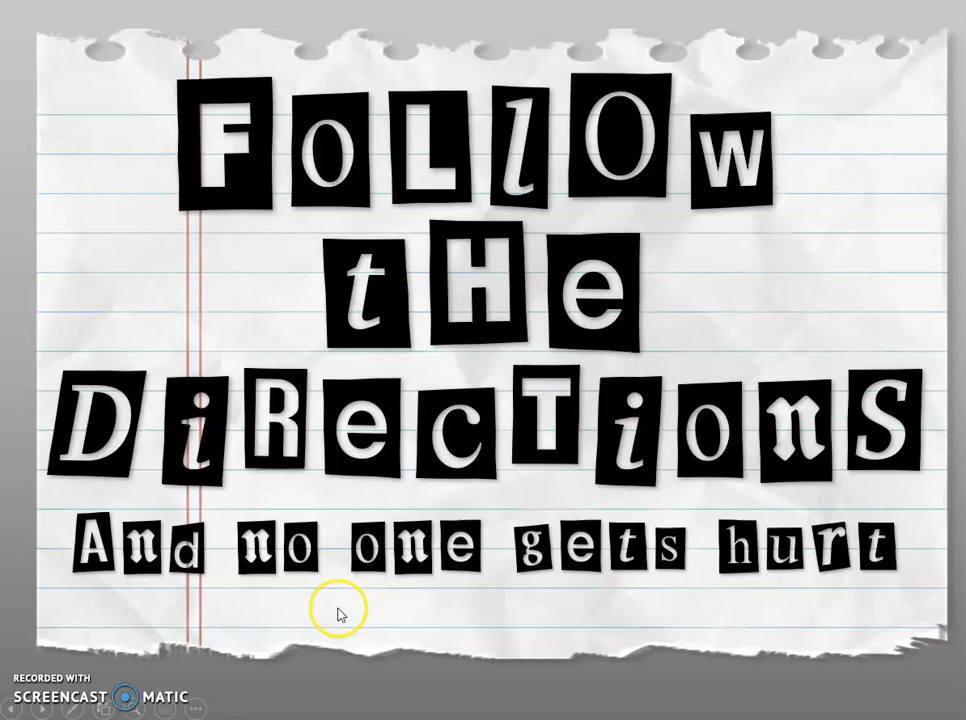 FoLlOw
tHe
DiRecTionS
And no one gets hurt
RECORDED WITH
SCREENCAST MATIC